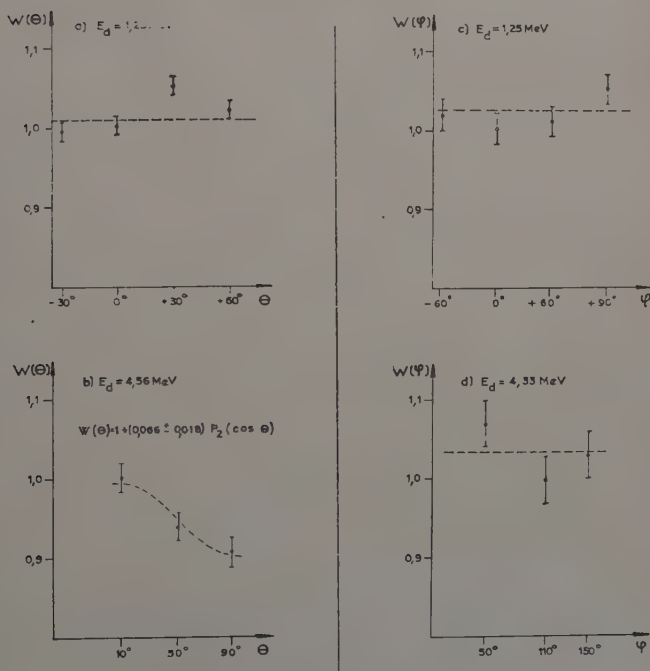 W(Θ)
a) E_d = 1,2
1,1
1,0
0,9
-30° 0° +30° +60° Θ
W(φ)
c) E_d = 1,25 MeV
1,1
1,0
0,9
-60° 0° +60° +90° φ
W(Θ)
b) E_d = 4,56 MeV
1,1
W(Θ)=1+(0,066 ± 0,018) P₂ (cos Θ)
1,0
0,9
10° 50° 90° Θ
W(φ)
d) E_d = 4,33 MeV
1,1
1,0
0,9
50° 110° 150° φ